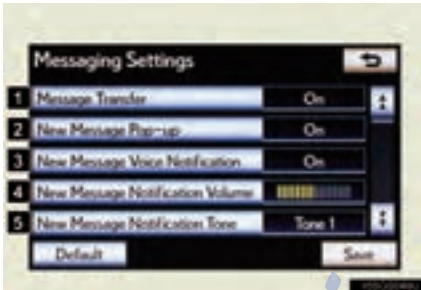 Messaging Settings
1 Message Transfer On
2 New Message Pop-up On
3 New Message Voice Notification On
4 New Message Notification Volume
5 New Message Notification Tone Tone 1
Default Save